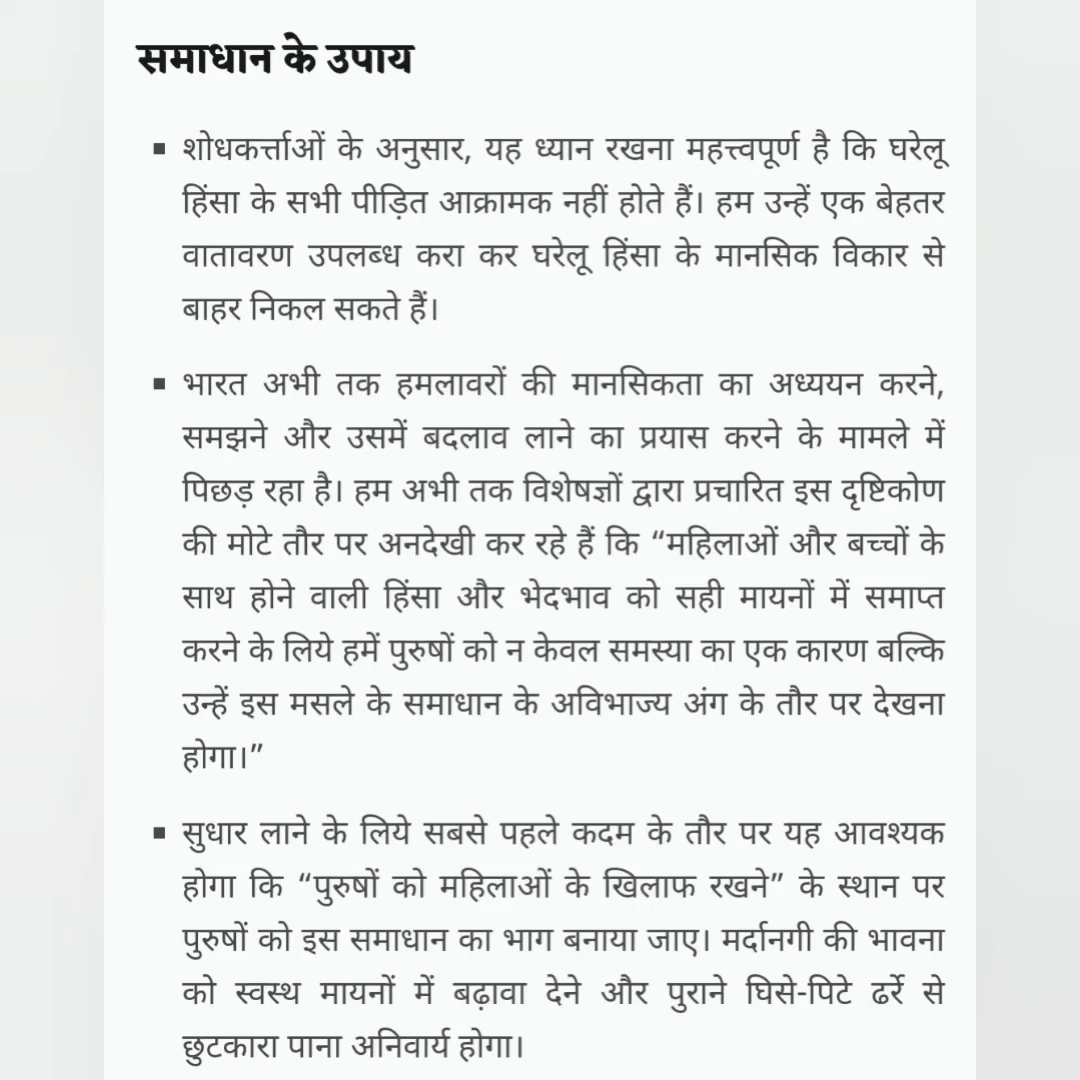 समाधान के उपाय
▪ शोधकर्त्ताओं के अनुसार, यह ध्यान रखना महत्त्वपूर्ण है कि घरेलू
हिंसा के सभी पीड़ित आक्रामक नहीं होते हैं। हम उन्हें एक बेहतर
वातावरण उपलब्ध करा कर घरेलू हिंसा के मानसिक विकार से
बाहर निकल सकते हैं।
▪ भारत अभी तक हमलावरों की मानसिकता का अध्ययन करने,
समझने और उसमें बदलाव लाने का प्रयास करने के मामले में
पिछड़ रहा है। हम अभी तक विशेषज्ञों द्वारा प्रचारित इस दृष्टिकोण
की मोटे तौर पर अनदेखी कर रहे हैं कि “महिलाओं और बच्चों के
साथ होने वाली हिंसा और भेदभाव को सही मायनों में समाप्त
करने के लिये हमें पुरुषों को न केवल समस्या का एक कारण बल्कि
उन्हें इस मसले के समाधान के अविभाज्य अंग के तौर पर देखना
होगा।”
▪ सुधार लाने के लिये सबसे पहले कदम के तौर पर यह आवश्यक
होगा कि “पुरुषों को महिलाओं के खिलाफ रखने” के स्थान पर
पुरुषों को इस समाधान का भाग बनाया जाए। मर्दानगी की भावना
को स्वस्थ मायनों में बढ़ावा देने और पुराने घिसे-पिटे ढर्रे से
छुटकारा पाना अनिवार्य होगा।